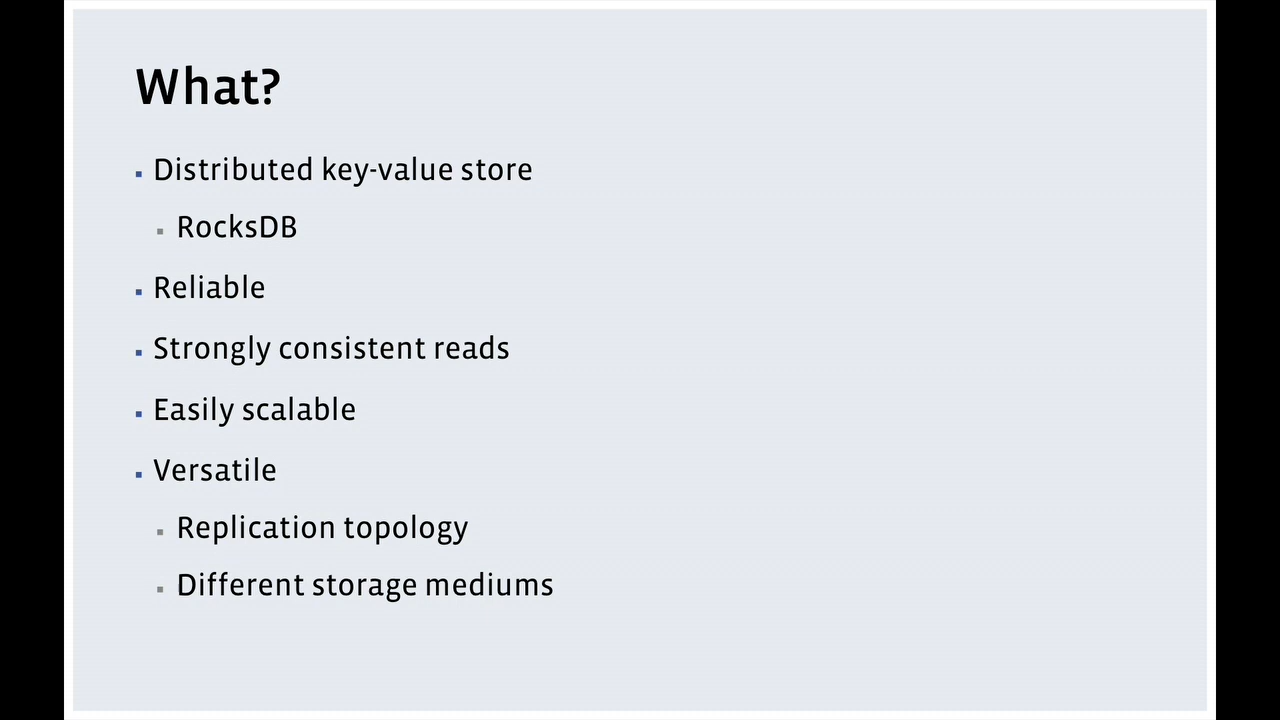 What?
Distributed key-value store
RocksDB
Reliable
Strongly consistent reads
Easily scalable
Versatile
Replication topology
Different storage mediums